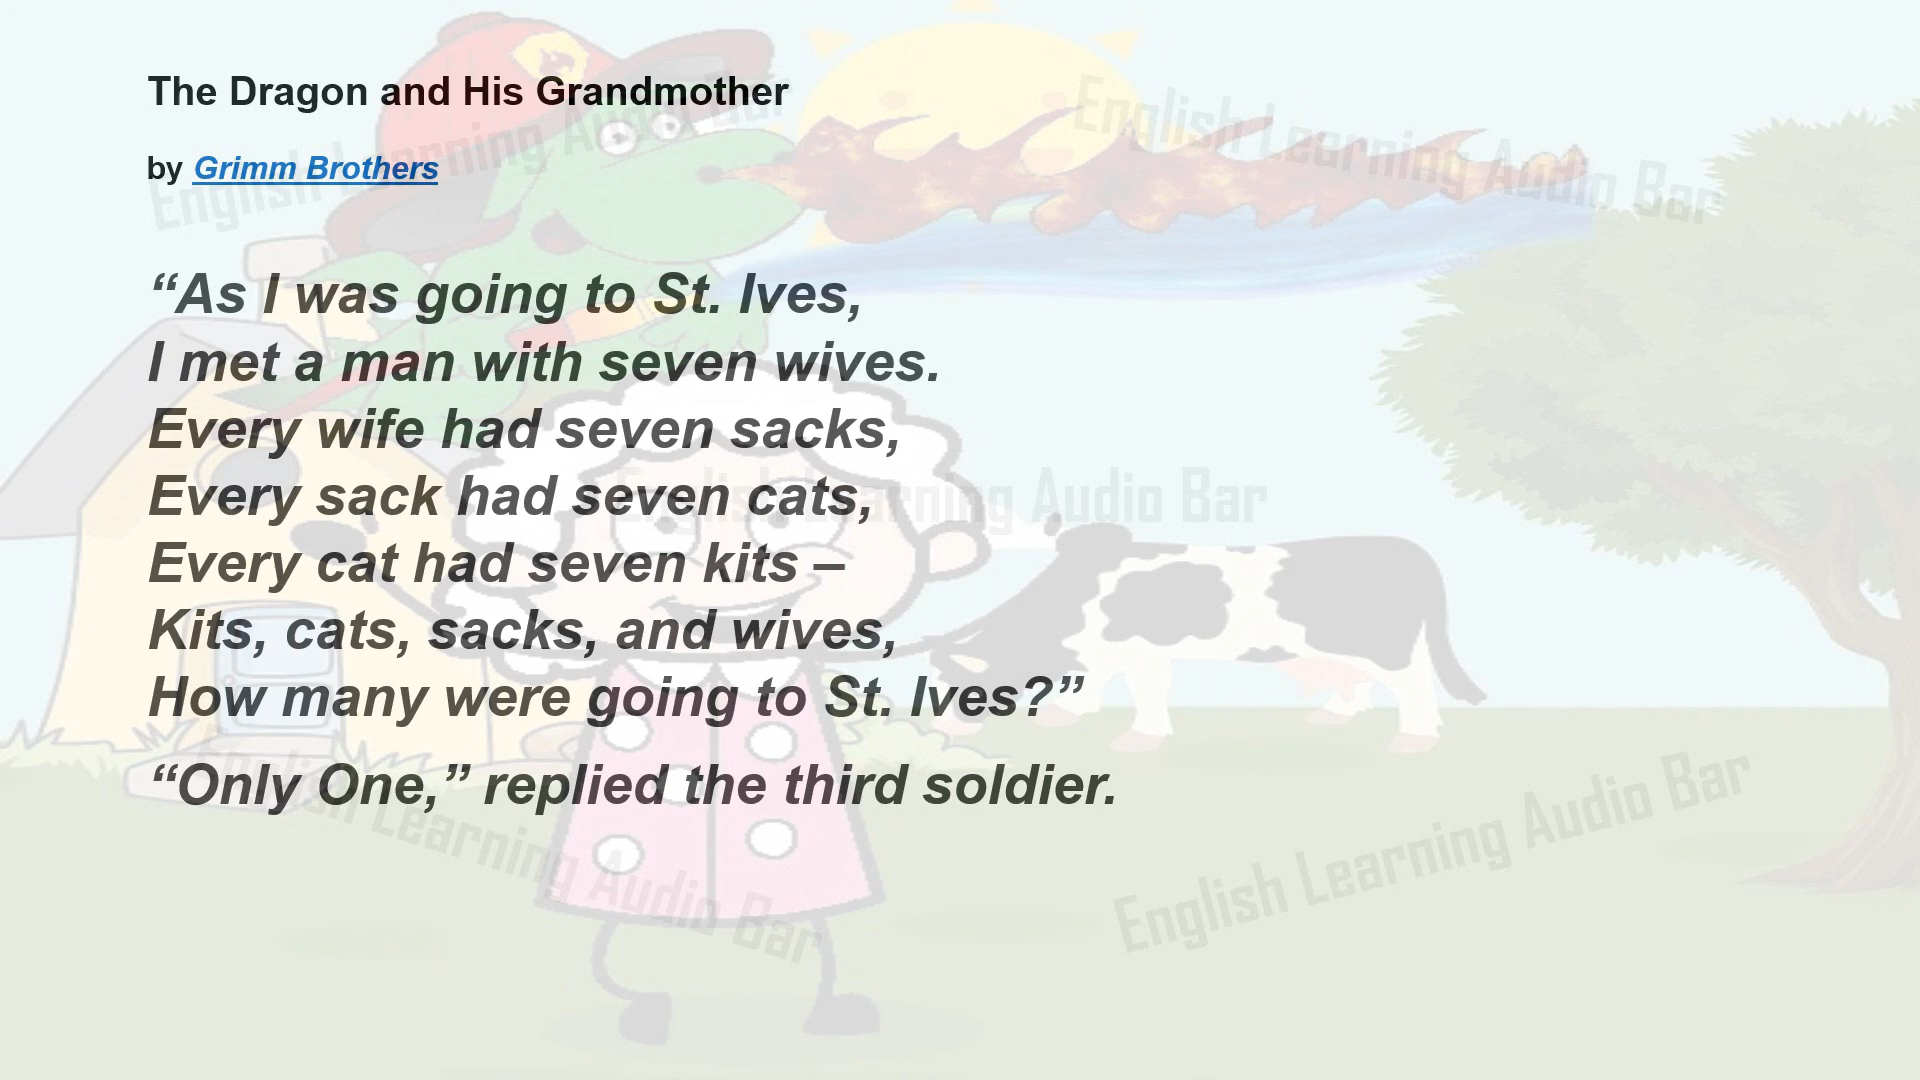 The Dragon and His Grandmother
by Grimm Brothers
“As I was going to St. Ives,
I met a man with seven wives.
Every wife had seven sacks,
Every sack had seven cats,
Every cat had seven kits –
Kits, cats, sacks, and wives,
How many were going to St. Ives?”
“Only One,” replied the third soldier.
English Learning Audio Bar
English Learning Audio Bar
English Learning Audio Bar
English Learning Audio Bar
English Learning Audio Bar